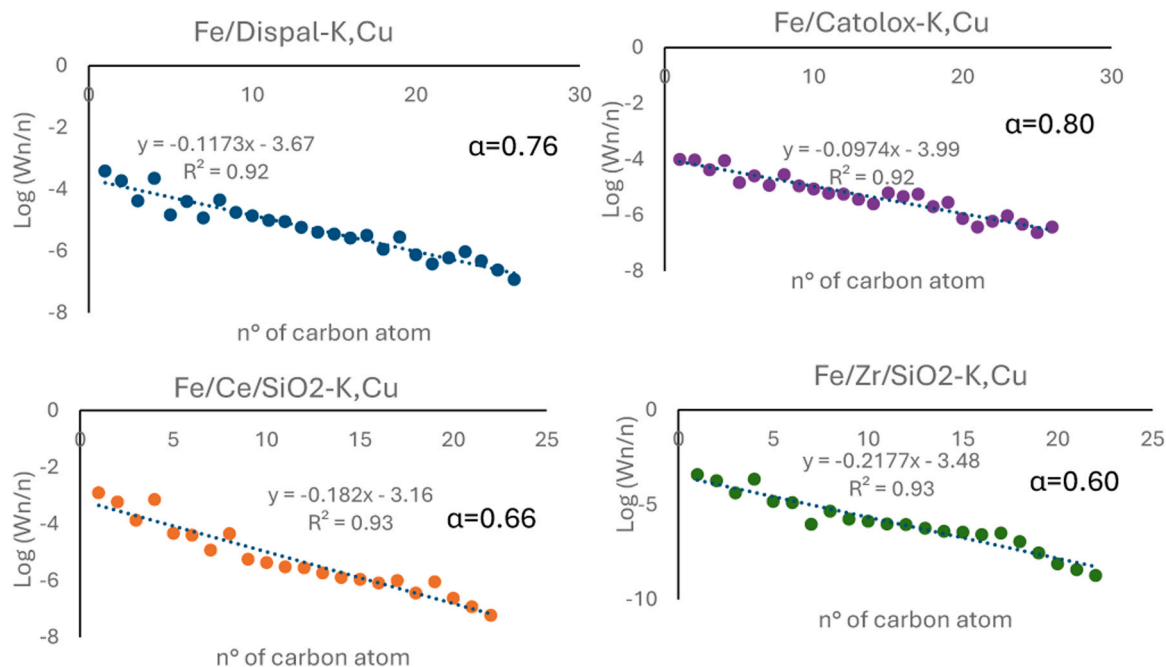 Fe/Dispal-K,Cu
0
0
10
20
30
-2
-4
-6
-8
Log (Wn/n)
y = -0.1173x - 3.67
R² = 0.92
α=0.76
n° of carbon atom
Fe/Catolox-K,Cu
0
0
10
20
30
-2
-4
-6
-8
Log (Wn/n)
y = -0.0974x - 3.99
R² = 0.92
α=0.80
n° of carbon atom
Fe/Ce/SiO2-K,Cu
0
0
5
10
15
20
25
-2
-4
-6
-8
Log (Wn/n)
y = -0.182x - 3.16
R² = 0.93
α=0.66
n° of carbon atom
Fe/Zr/SiO2-K,Cu
0
0
5
10
15
20
25
-5
-10
Log (Wn/n)
y = -0.2177x - 3.48
R² = 0.93
α=0.60
n° of carbon atom